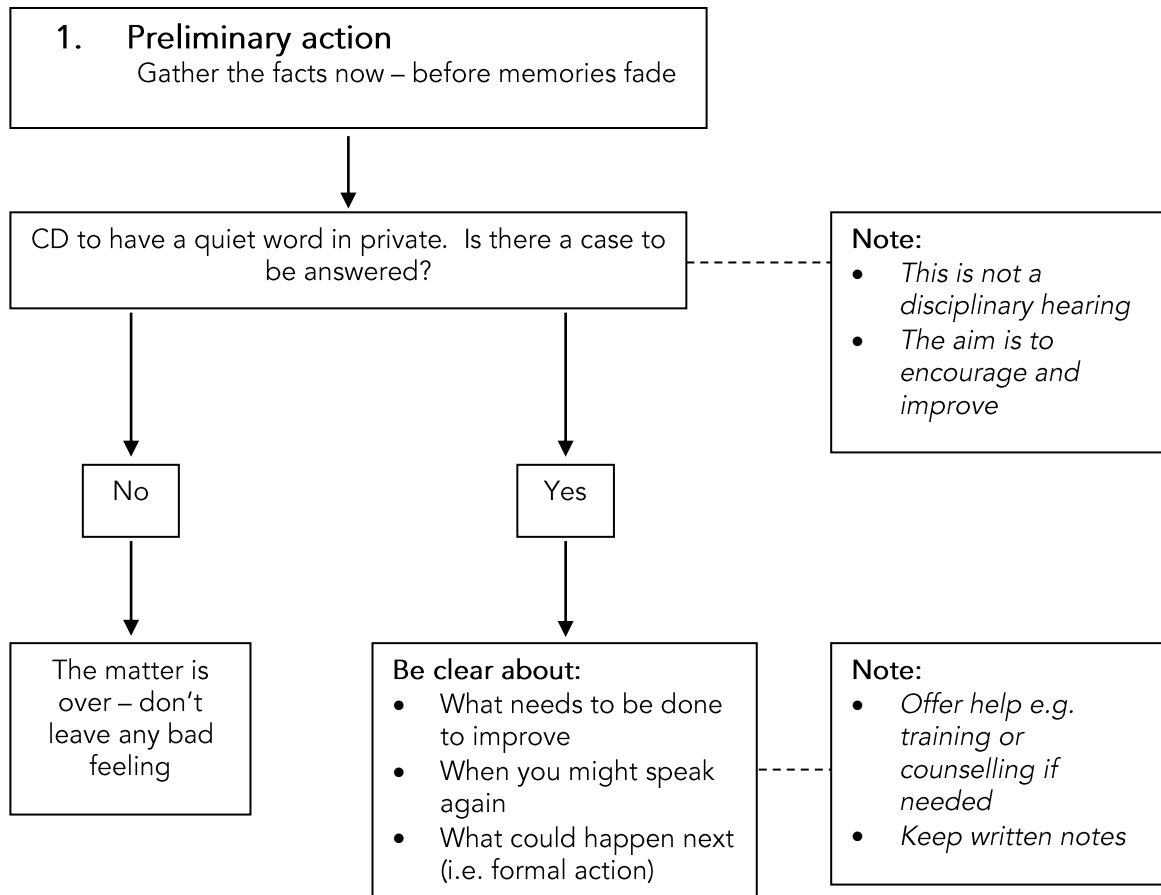 1. Preliminary action
Gather the facts now – before memories fade
CD to have a quiet word in private. Is there a case to
be answered?
Note:
• This is not a
disciplinary hearing
• The aim is to
encourage and
improve
No
Yes
The matter is
over – don’t
leave any bad
feeling
Be clear about:
• What needs to be done
to improve
• When you might speak
again
• What could happen next
(i.e. formal action)
Note:
• Offer help e.g.
training or
counselling if
needed
• Keep written notes